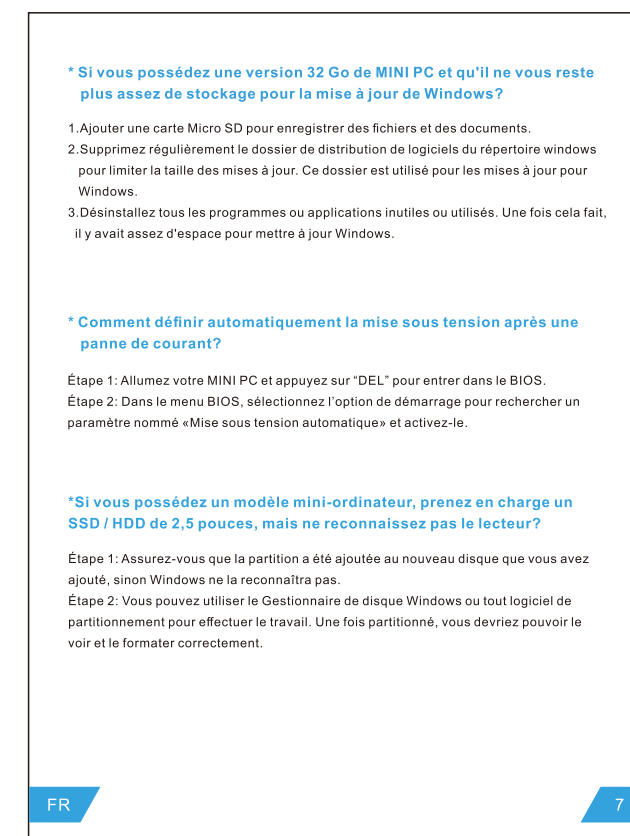 * Si vous possédez une version 32 Go de MINI PC et qu'il ne vous reste
plus assez de stockage pour la mise à jour de Windows?
1.Ajouter une carte Micro SD pour enregistrer des fichiers et des documents.
2.Supprimez régulièrement le dossier de distribution de logiciels du répertoire windows
pour limiter la taille des mises à jour. Ce dossier est utilisé pour les mises à jour pour
Windows.
3.Désinstallez tous les programmes ou applications inutiles ou utilisés. Une fois cela fait,
il y avait assez d'espace pour mettre à jour Windows.
* Comment définir automatiquement la mise sous tension après une
panne de courant?
Étape 1: Allumez votre MINI PC et appuyez sur “DEL” pour entrer dans le BIOS.
Étape 2: Dans le menu BIOS, sélectionnez l’option de démarrage pour rechercher un
paramètre nommé «Mise sous tension automatique» et activez-le.
*Si vous possédez un modèle mini-ordinateur, prenez en charge un
SSD / HDD de 2,5 pouces, mais ne reconnaissez pas le lecteur?
Étape 1: Assurez-vous que la partition a été ajoutée au nouveau disque que vous avez
ajouté, sinon Windows ne la reconnaîtra pas.
Étape 2: Vous pouvez utiliser le Gestionnaire de disque Windows ou tout logiciel de
partitionnement pour effectuer le travail. Une fois partitionné, vous devriez pouvoir le
voir et le formater correctement.
FR
7